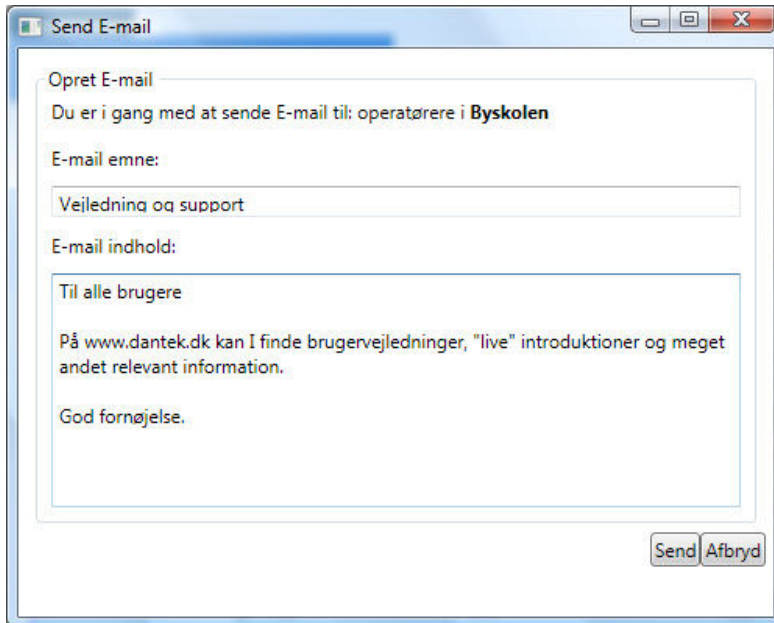 Send E-mail
Opret E-mail
Du er i gang med at sende E-mail til: operatørere i Byskolen
E-mail emne:
Vejledning og support
E-mail indhold:
Til alle brugere
På www.dantek.dk kan I finde brugervejledninger, "live" introduktioner og meget
andet relevant information.
God fornøjelse.
Send Afbryd